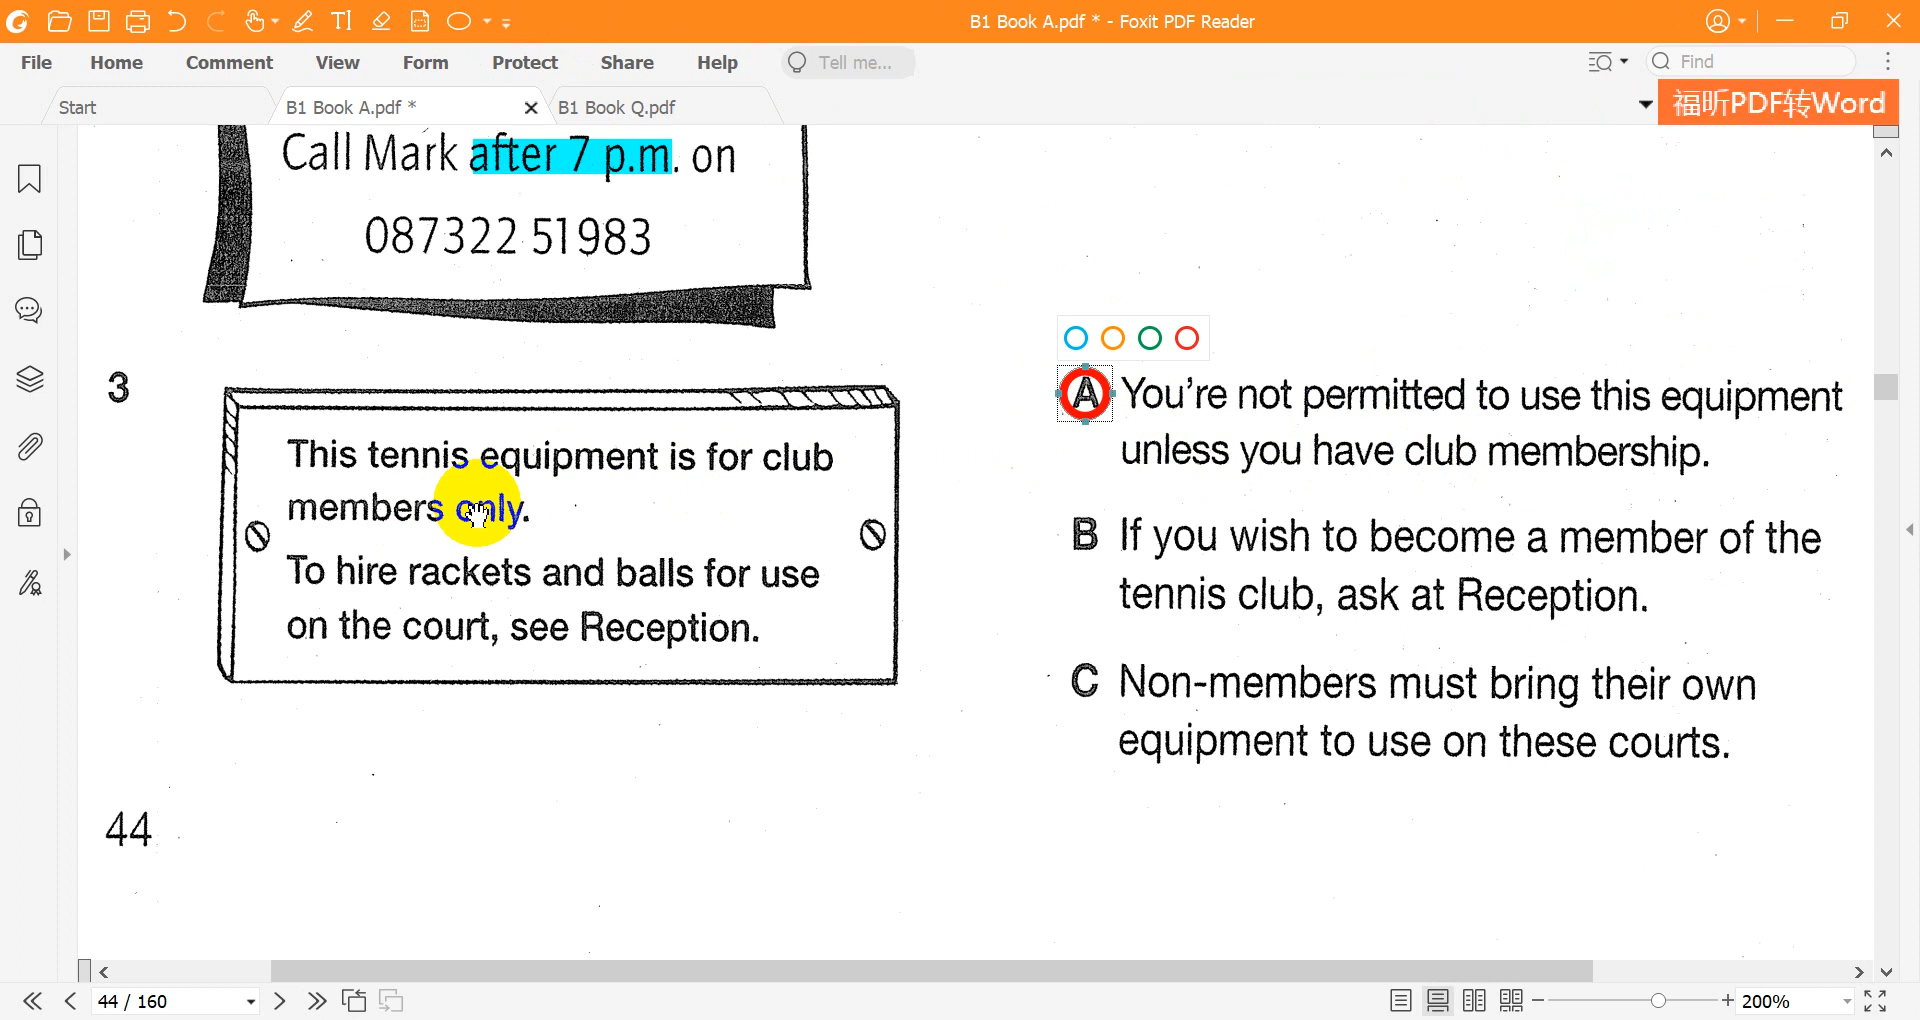 B1 Book A.pdf * - Foxit PDF Reader
File Home Comment View Form Protect Share Help Tell me... Find
Start B1 Book A.pdf * B1 Book Q.pdf 福昕PDF转Word
Call Mark after 7 p.m. on
087322 51983
3
This tennis equipment is for club
members only.
To hire rackets and balls for use
on the court, see Reception.
A You're not permitted to use this equipment
unless you have club membership.
B If you wish to become a member of the
tennis club, ask at Reception.
C Non-members must bring their own
equipment to use on these courts.
44
44 / 160 200%